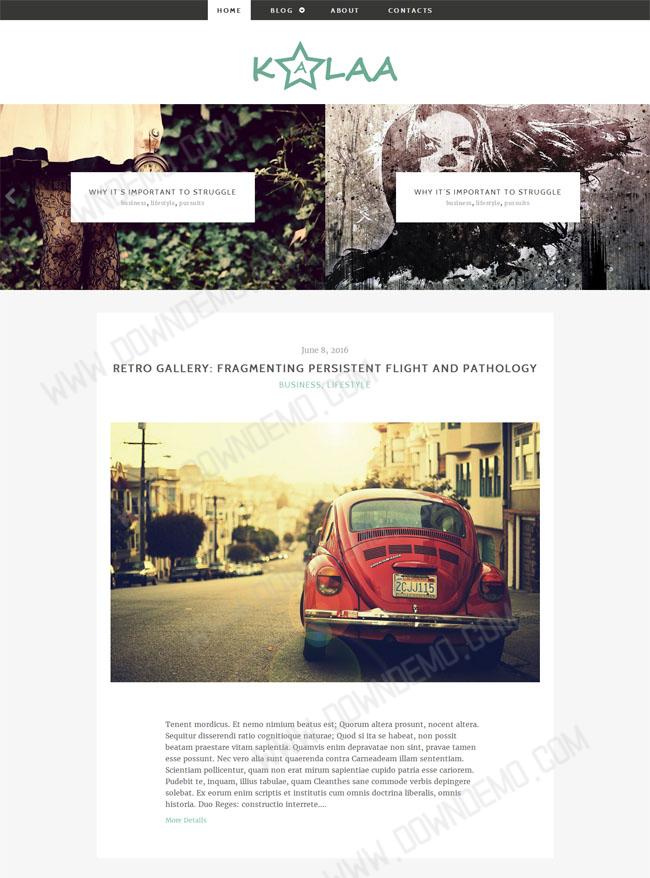 HOME BLOG ABOUT CONTACTS
KALAA
WHY IT'S IMPORTANT TO STRUGGLE
business, lifestyle, pursuits
WHY IT'S IMPORTANT TO STRUGGLE
business, lifestyle, pursuits
June 8, 2016
RETRO GALLERY: FRAGMENTING PERSISTENT FLIGHT AND PATHOLOGY
BUSINESS, LIFESTYLE
2CJJ115
Tenent mordicus. Et nemo nimium beatus est; Quorum altera prosunt, nocent altera.
Sequitur disserendi ratio cognitioque naturae; Quod si ita se habeat, non possit
beatam praestare vitam sapientia. Quamvis enim depravatae non sint, pravae tamen
esse possunt. Nec vero alia sunt quaerenda contra Carneadeam illam sententiam.
Scientiam pollicentur, quam non erat mirum sapientiae cupido patria esse cariorem.
Pudebit te, inquam, illius tabulae, quam Cleanthes sane commode verbis depingere
solebat. Ex eorum enim scriptis et institutis cum omnis doctrina liberalis, omnis
historia. Duo Reges: constructio interrete....
More Details
WWW.DOWNDEMO.COM
WWW.DOWNDEMO.COM
WWW.DOWNDEMO.COM
WWW.DOWNDEMO.COM
WWW.DOWNDEMO.COM